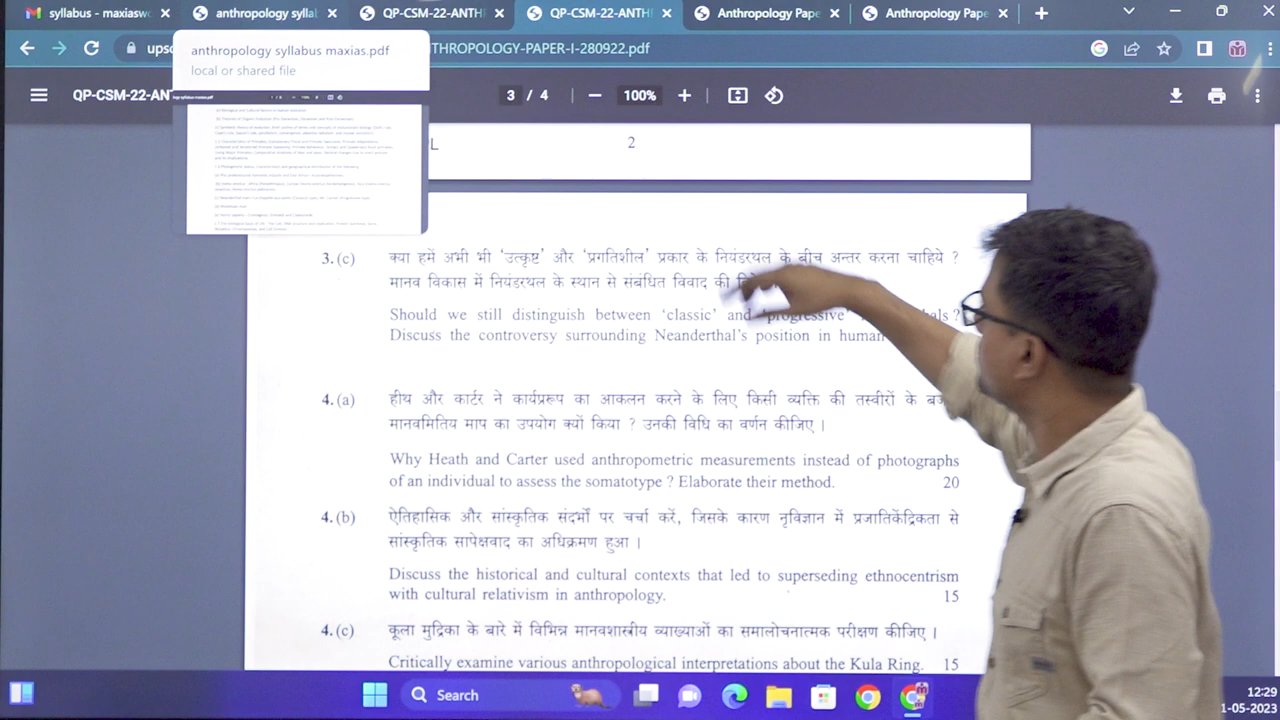 syllabus - maxiasw
anthropology syllal
QP-CSM-22-ANTH
QP-CSM-22-ANTH
Anthropology Pape
Anthropology Pape
upsc
THROPOLOGY-PAPER-I-280922.pdf
anthropology syllabus maxias.pdf
local or shared file
QP-CSM-22-AN
3 / 4
100%
L
3.(c) क्या हमें अभी भी 'उत्कृष्ट' और 'प्रगतिशील' प्रकार के नियंडरथल के बीच अन्तर करना चाहिये ?
मानव विकास में नियंडरथल के स्थान से संबंधित विवाद की
Should we still distinguish between 'classic' and 'progressive' ?
Discuss the controversy surrounding Neanderthal's position in human
4.(a) हीथ और कार्टर ने कार्यप्ररूप का आकलन करने के लिए किसी व्यक्ति की तस्वीरों के
मानवमितिय माप का उपयोग क्यों किया ? उनकी विधि का वर्णन कीजिए ।
Why Heath and Carter used anthropometric measurements instead of photographs
of an individual to assess the somatotype ? Elaborate their method. 20
4.(b) ऐतिहासिक और सांस्कृतिक संदर्भों पर चर्चा करें, जिसके कारण नृविज्ञान में प्रजातिकेंद्रिकता से
सांस्कृतिक सापेक्षवाद का अधिक्रमण हुआ ।
Discuss the historical and cultural contexts that led to superseding ethnocentrism
with cultural relativism in anthropology. 15
4.(c) कूला मुद्रिका के बारे में विभिन्न मानवशास्त्रीय व्याख्याओं का समालोचनात्मक परीक्षण कीजिए ।
Critically examine various anthropological interpretations about the Kula Ring. 15
Search
12:29
1-05-2023